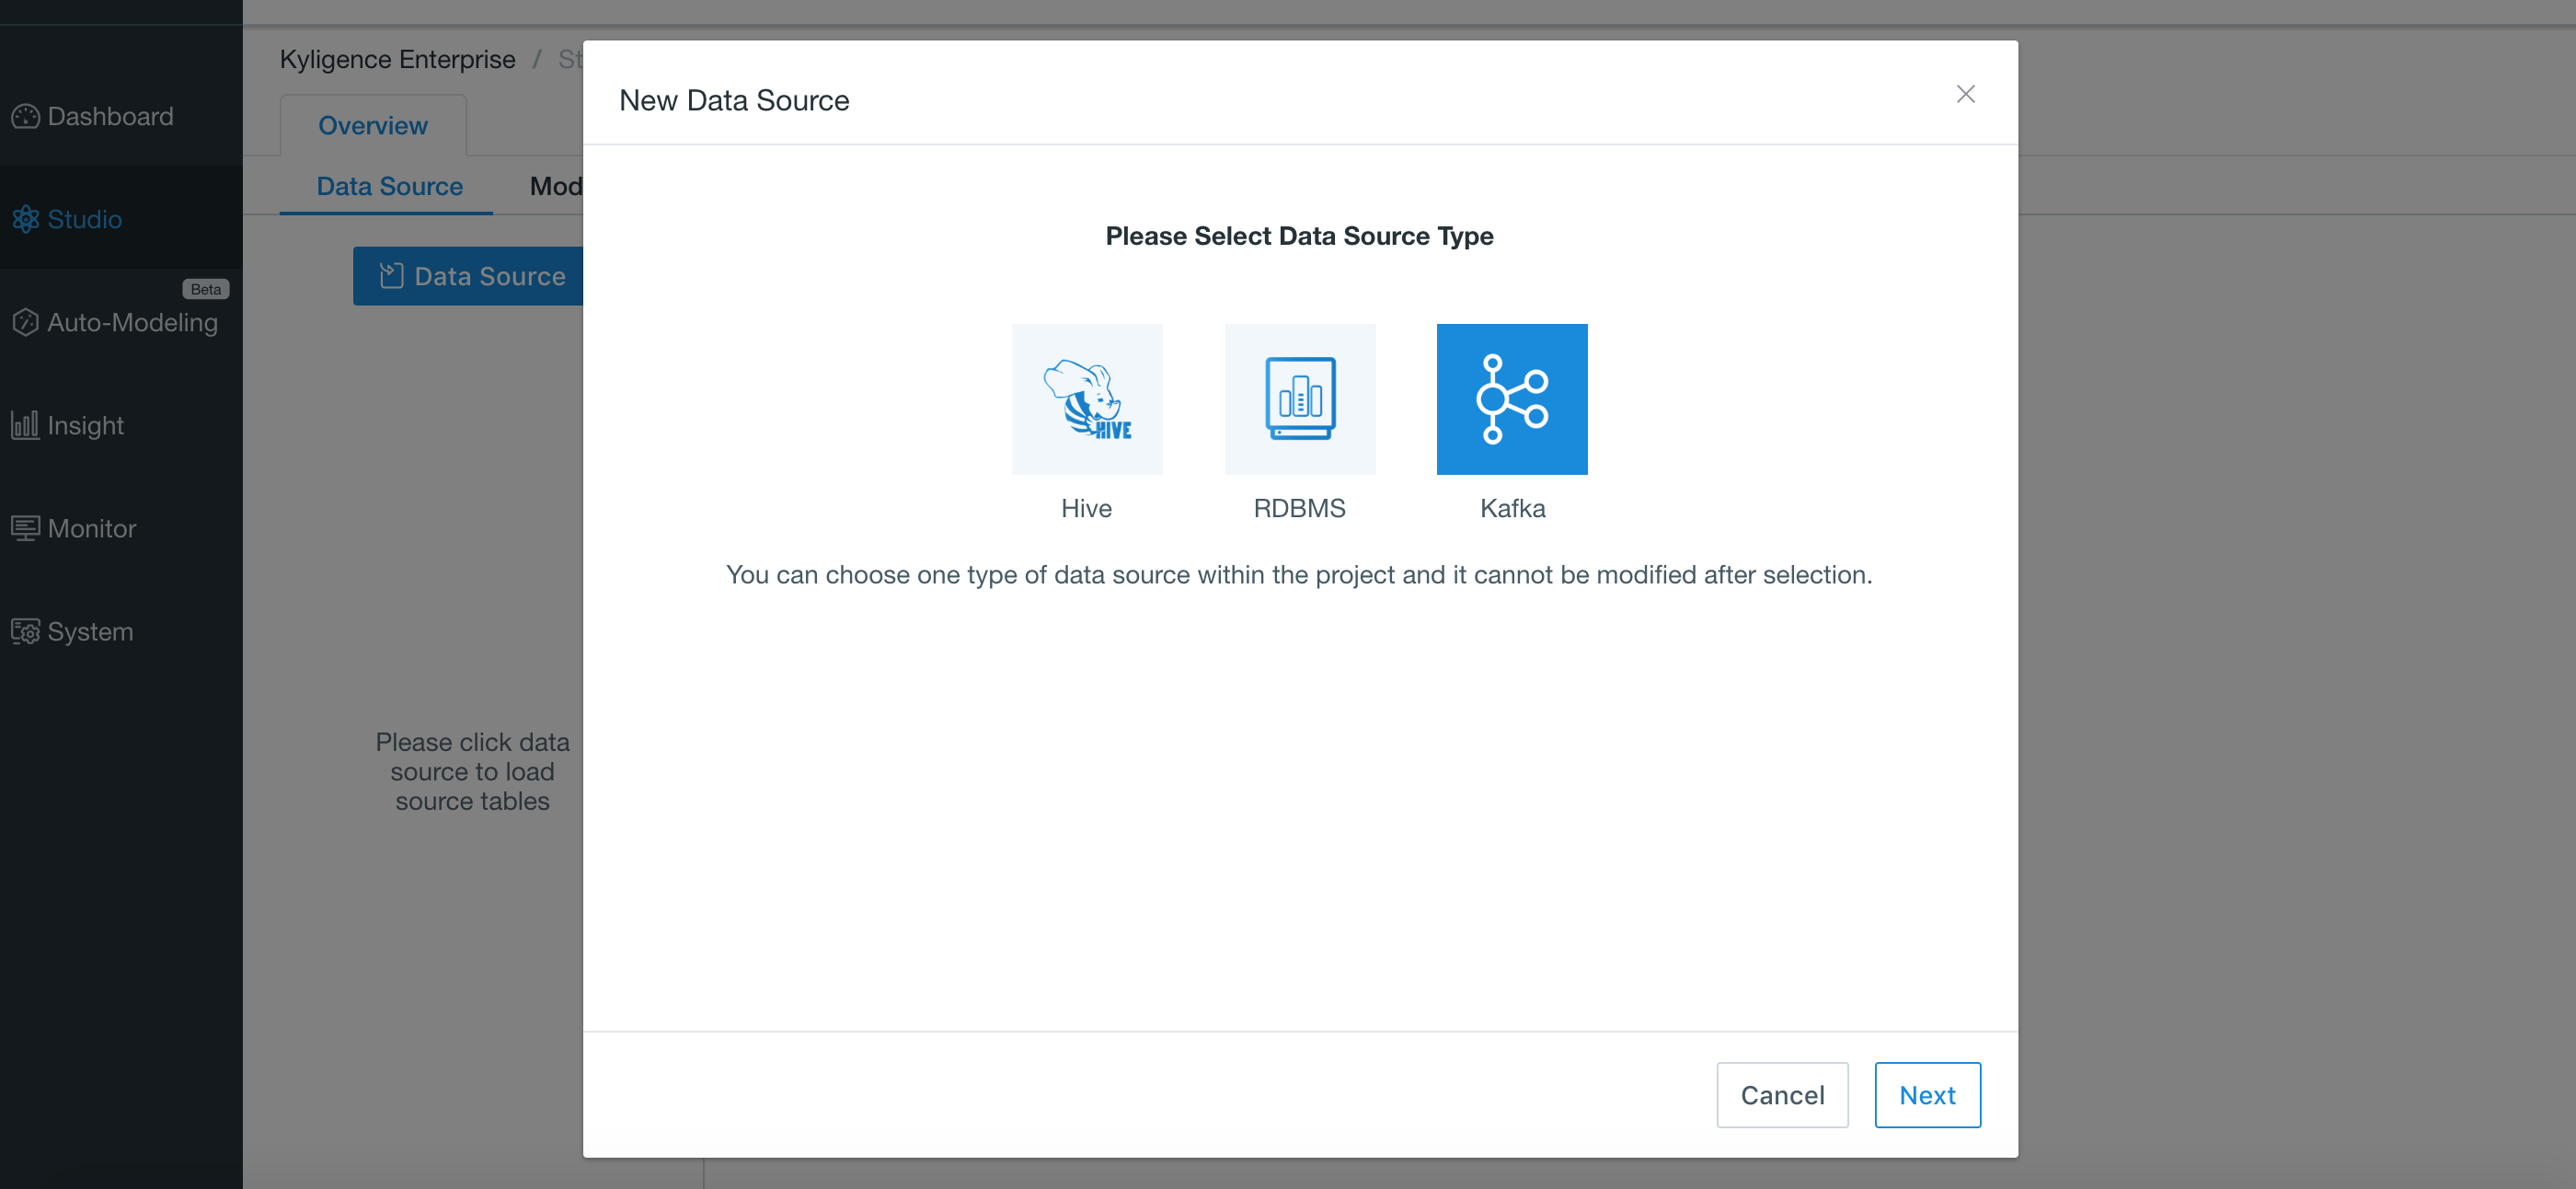 Kyligence Enterprise /
Dashboard
Studio
Beta
Auto-Modeling
Insight
Monitor
System
Overview
Data Source
Data Source
Please click data
source to load
source tables
New Data Source
Please Select Data Source Type
HIVE
Hive RDBMS Kafka
You can choose one type of data source within the project and it cannot be modified after selection.
Cancel Next